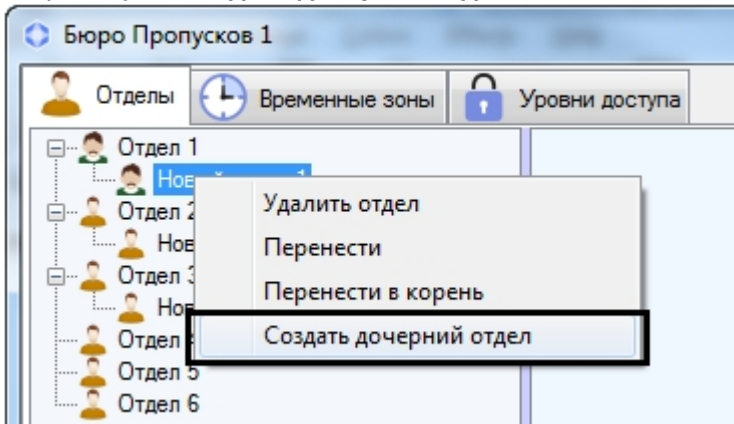 Бюро Пропусков 1
Отделы Временные зоны Уровни доступа
Отдел 1
Отдел 2
Отдел 3
Отдел
Отдел 5
Отдел 6
Удалить отдел
Перенести
Перенести в корень
Создать дочерний отдел